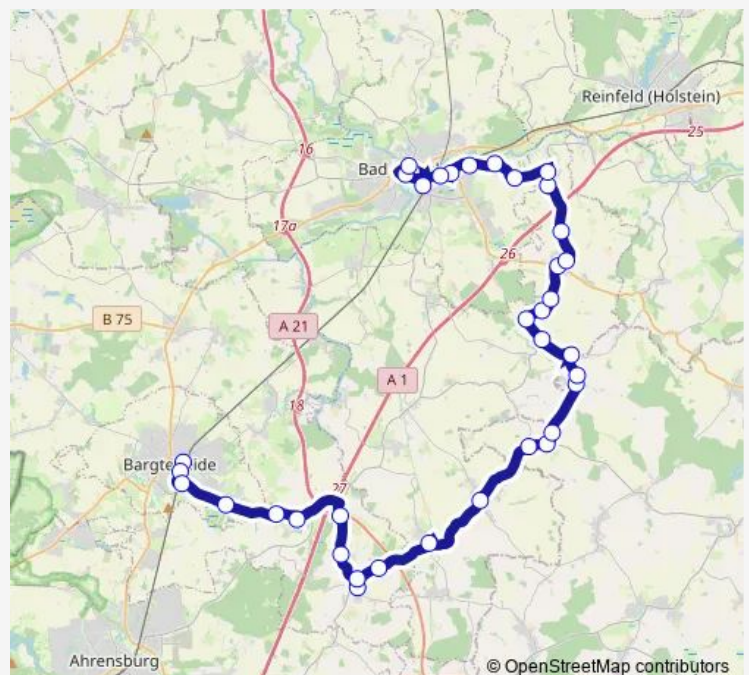 Reinfeld (Holstein)
25
16
Bad
17a
26
B 75
A 21
A 1
18
Bargte
ide
27
Ahrensburg
© OpenStreetMap contributors